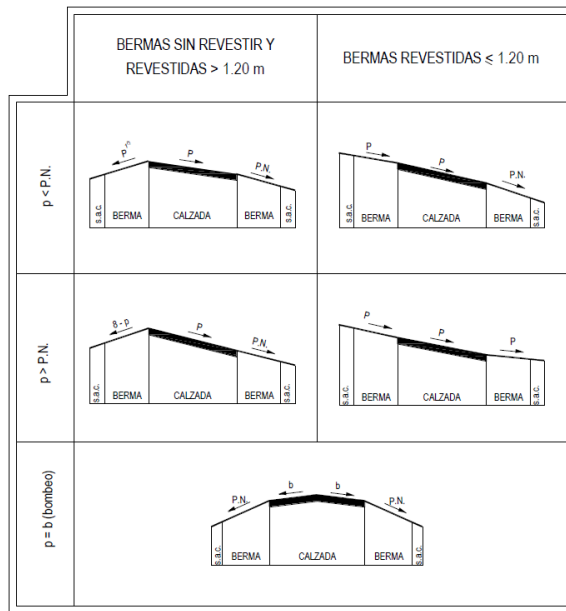 BERMAS SIN REVESTIR Y
REVESTIDAS > 1.20 m
BERMAS REVESTIDAS ⩽ 1.20 m
p < P.N.
P
P.N.
s.a.c.
BERMA
CALZADA
BERMA
s.a.c.
P
P
P.N.
s.a.c.
BERMA
CALZADA
BERMA
s.a.c.
p > P.N.
8 - p
P
P.N.
s.a.c.
BERMA
CALZADA
BERMA
s.a.c.
P
P
P
s.a.c.
BERMA
CALZADA
BERMA
s.a.c.
p = b (bombeo)
P.N.
b
b
P.N.
s.a.c.
BERMA
CALZADA
BERMA
s.a.c.